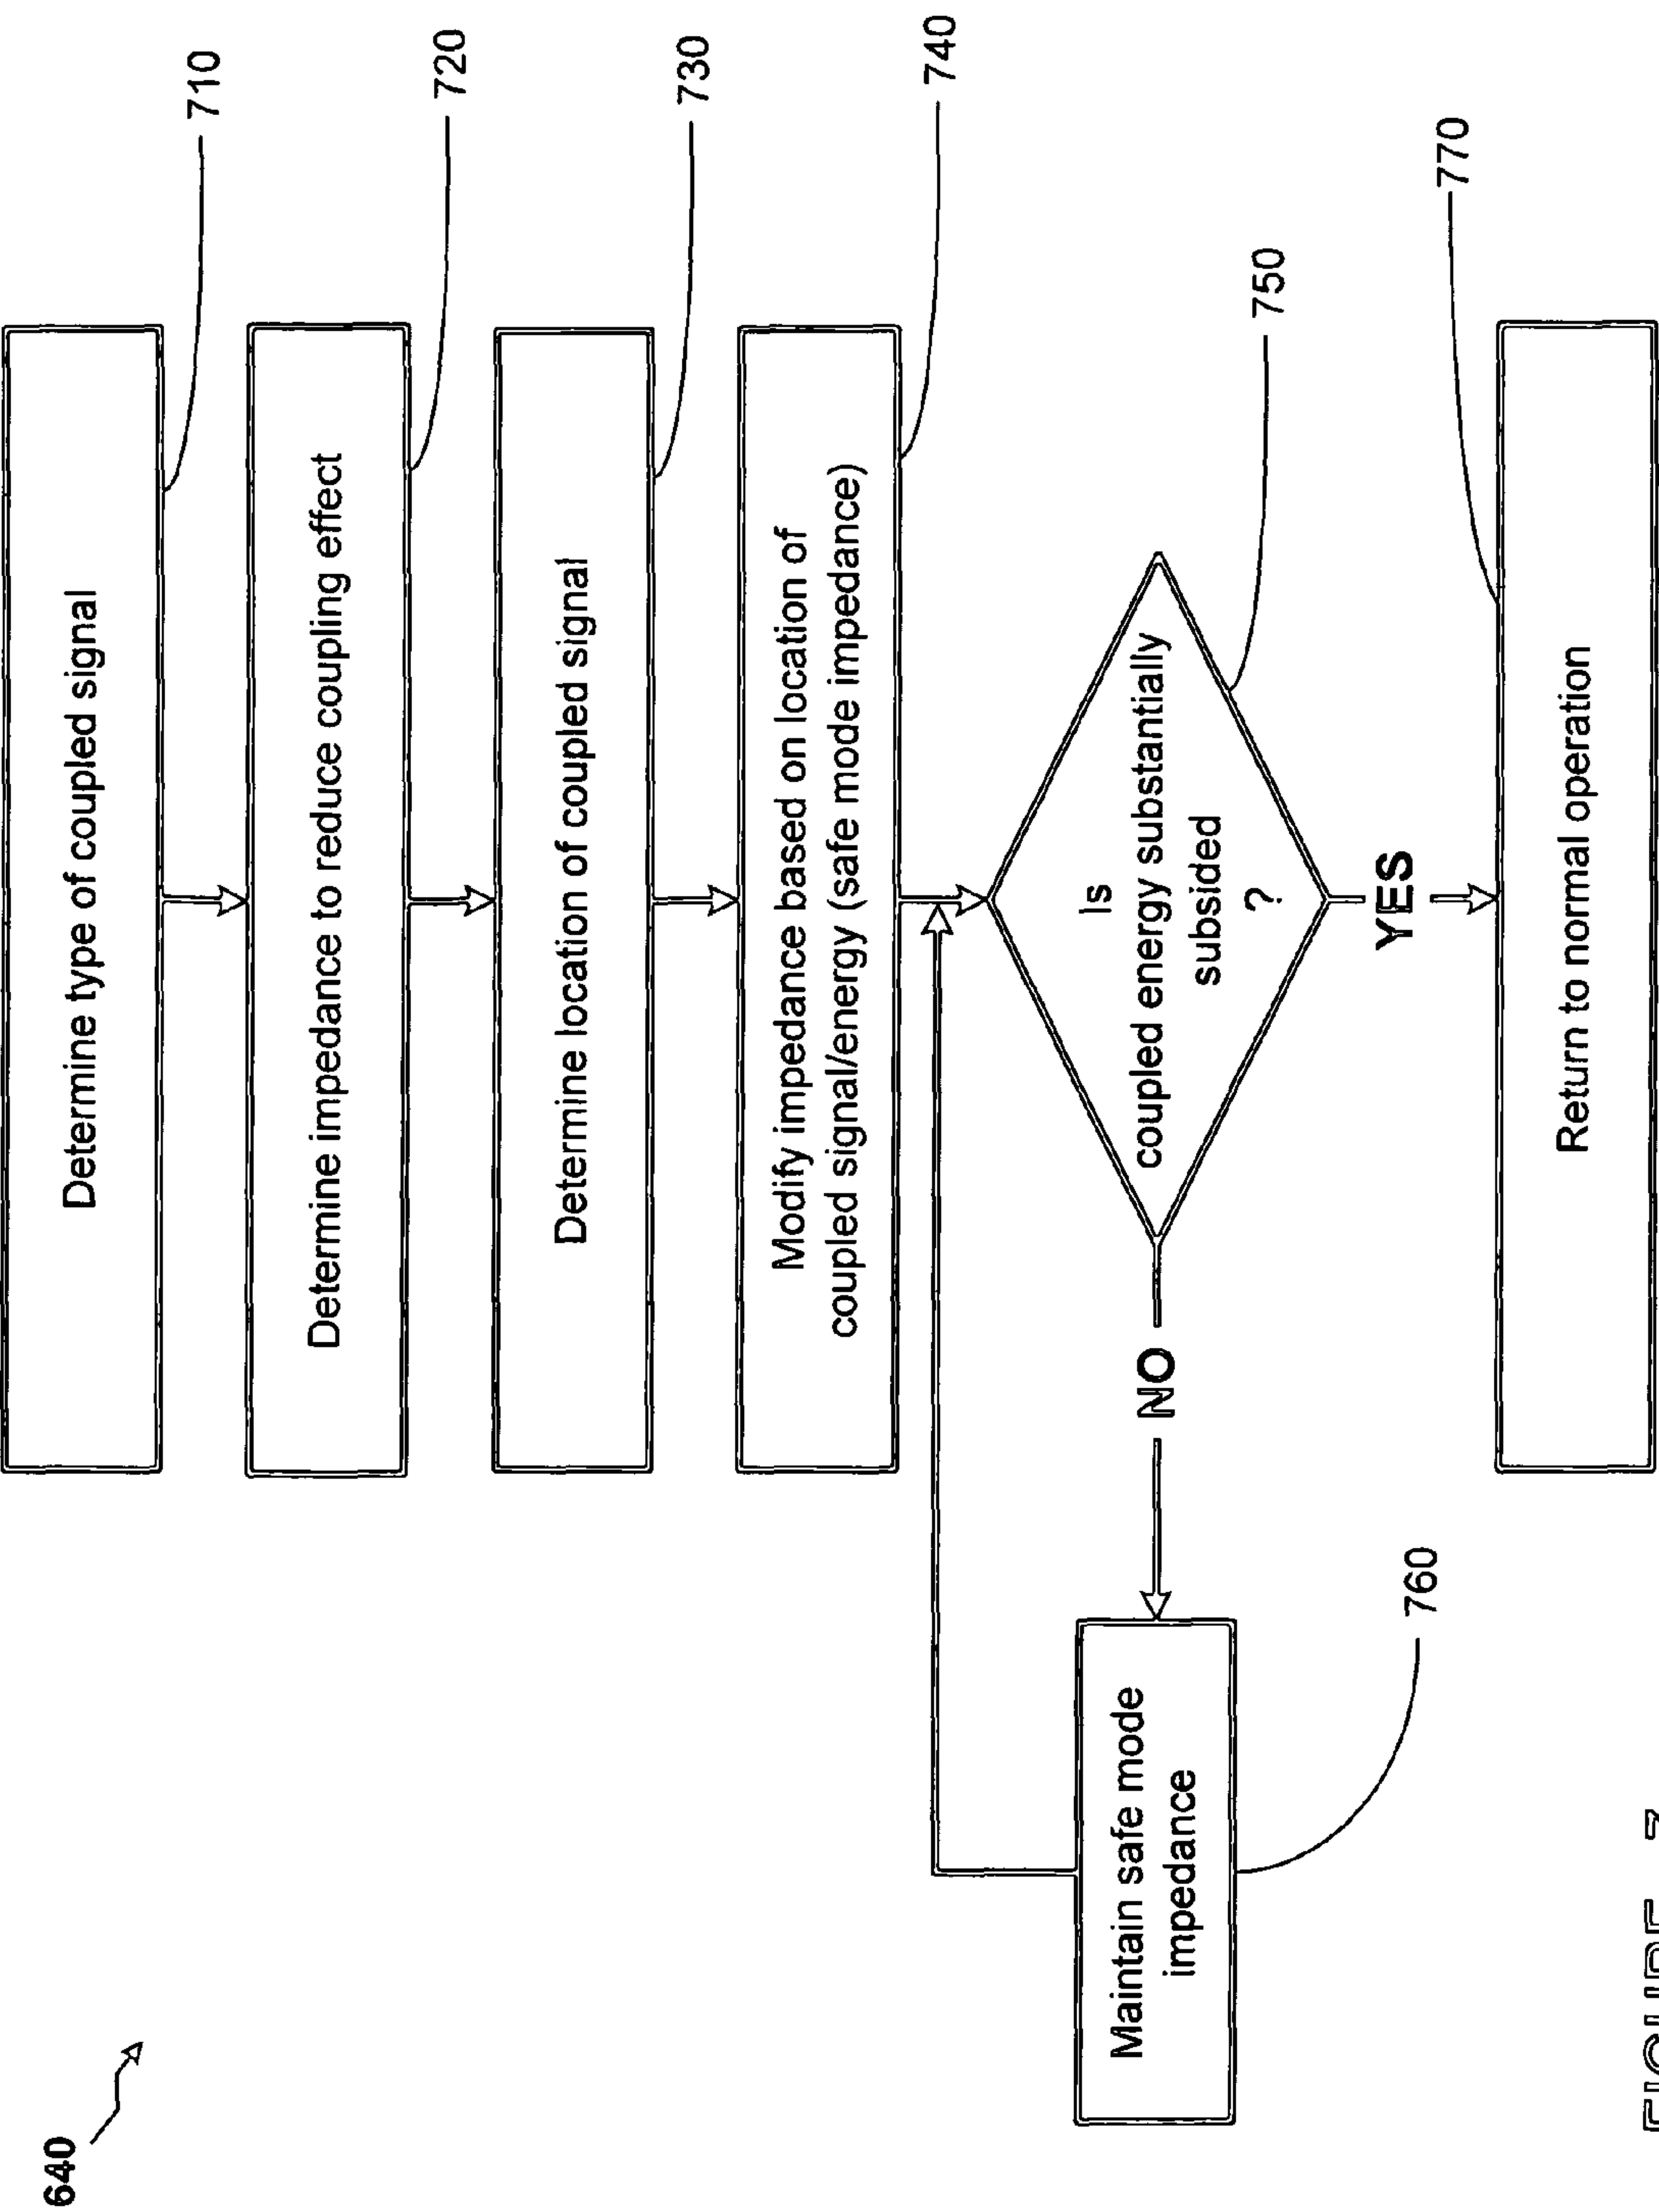 640
Determine type of coupled signal
710
Determine impedance to reduce coupling effect
720
Determine location of coupled signal
730
Modify impedance based on location of
coupled signal/energy (safe mode impedance)
740
Is
coupled energy substantially
subsided
?
750
NO
Maintain safe mode
impedance
760
YES
Return to normal operation
770
FIGURE 7